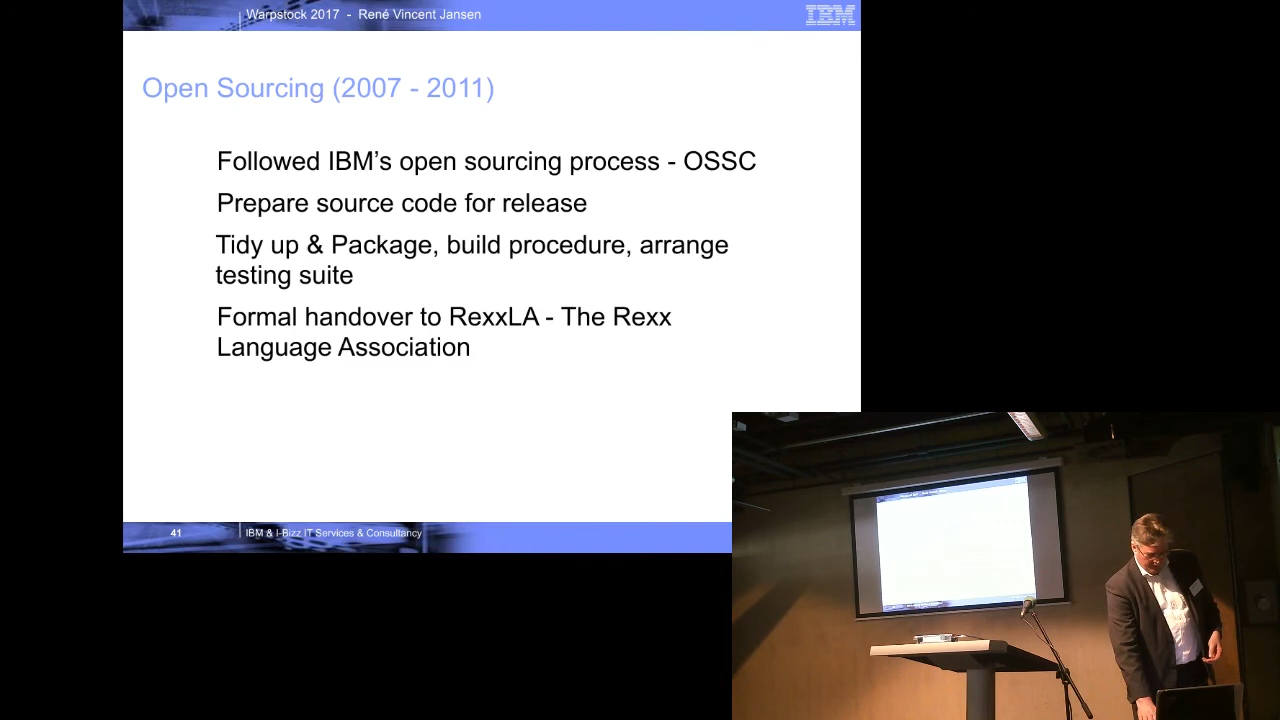 Warpstock 2017 - René Vincent Jansen
IBM
Open Sourcing (2007 - 2011)
Followed IBM's open sourcing process - OSSC
Prepare source code for release
Tidy up & Package, build procedure, arrange
testing suite
Formal handover to RexxLA - The Rexx
Language Association
41
IBM & I-Bizz IT Services & Consultancy